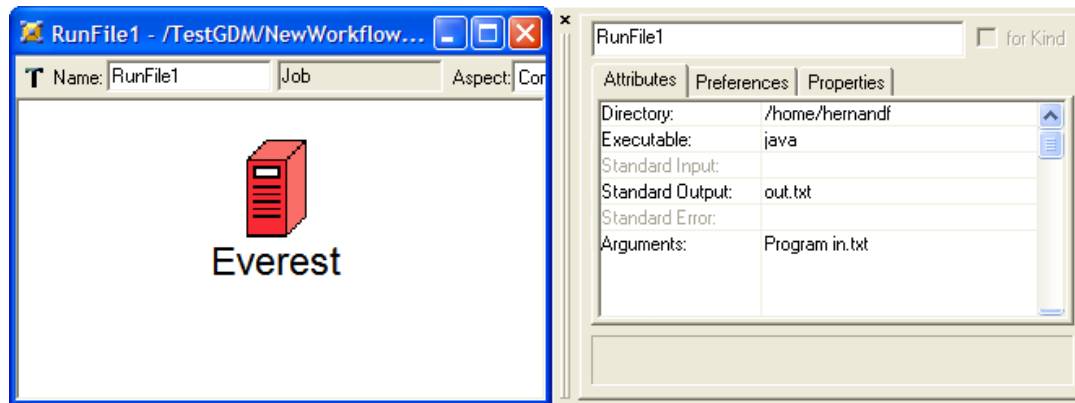 RunFile1 - /TestGDM/NewWorkflow...
Name: RunFile1 Job Aspect: Cor
Everest
RunFile1 for Kind
Attributes Preferences Properties
Directory: /home/hernandf
Executable: java
Standard Input:
Standard Output: out.txt
Standard Error:
Arguments: Program in.txt